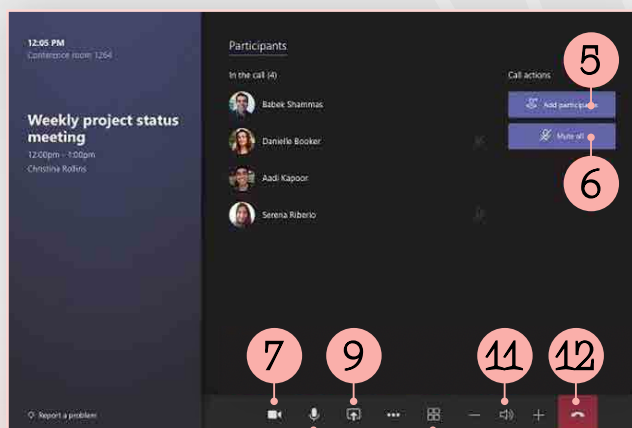 12:05 PM
Conference room 1264
Weekly project status
meeting
12:00pm - 1:00pm
Christina Rollins
Report a problem
Participants
In the call (4)
Babek Shammas
Danielle Booker
Aadi Kapoor
Serena Riberio
Call actions
5
Add participants
Mute all
6
7
9
11
12